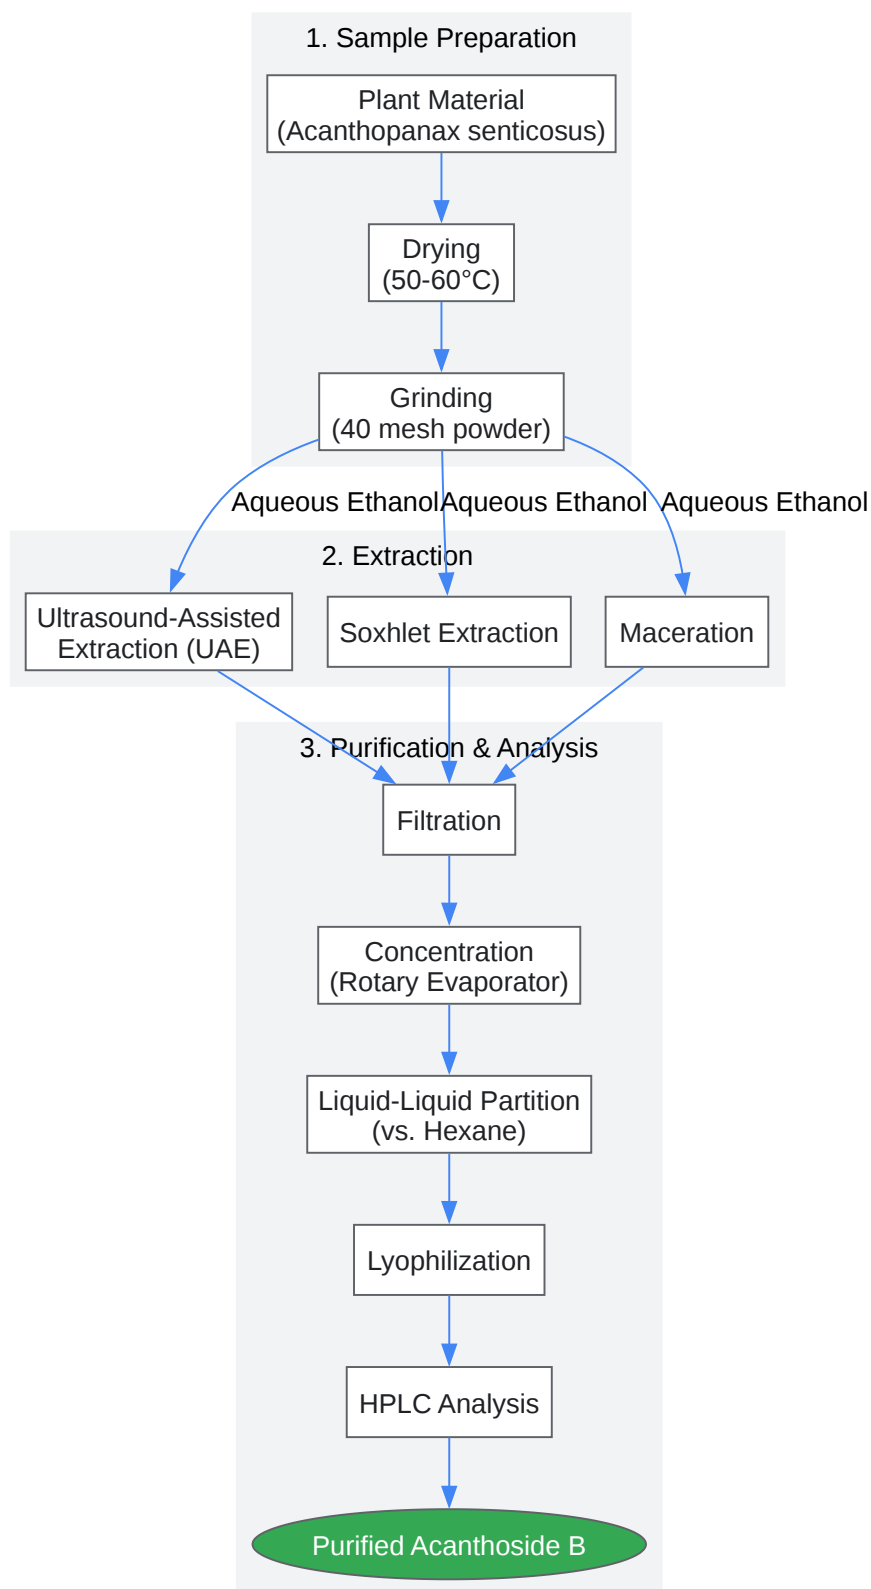 1. Sample Preparation
Plant Material
(Acanthopanax senticosus)
Drying
(50-60°C)
Grinding
(40 mesh powder)
Aqueous Ethanol
Aqueous Ethanol
Aqueous Ethanol
2. Extraction
Ultrasound-Assisted
Extraction (UAE)
Soxhlet Extraction
Maceration
3. Purification & Analysis
Filtration
Concentration
(Rotary Evaporator)
Liquid-Liquid Partition
(vs. Hexane)
Lyophilization
HPLC Analysis
Purified Acanthoside B